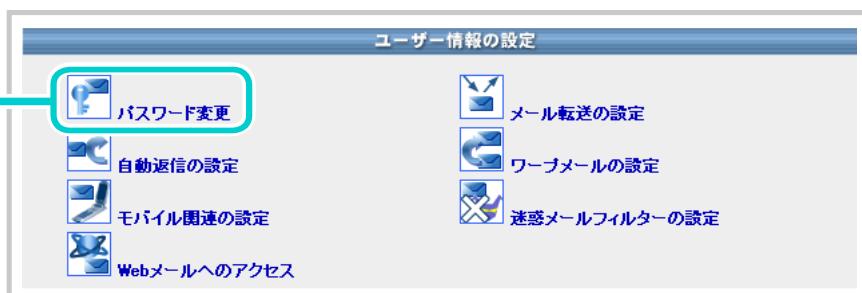 ユーザー情報の設定
パスワード変更
メール転送の設定
自動返信の設定
ワープメールの設定
モバイル関連の設定
迷惑メールフィルターの設定
Webメールへのアクセス